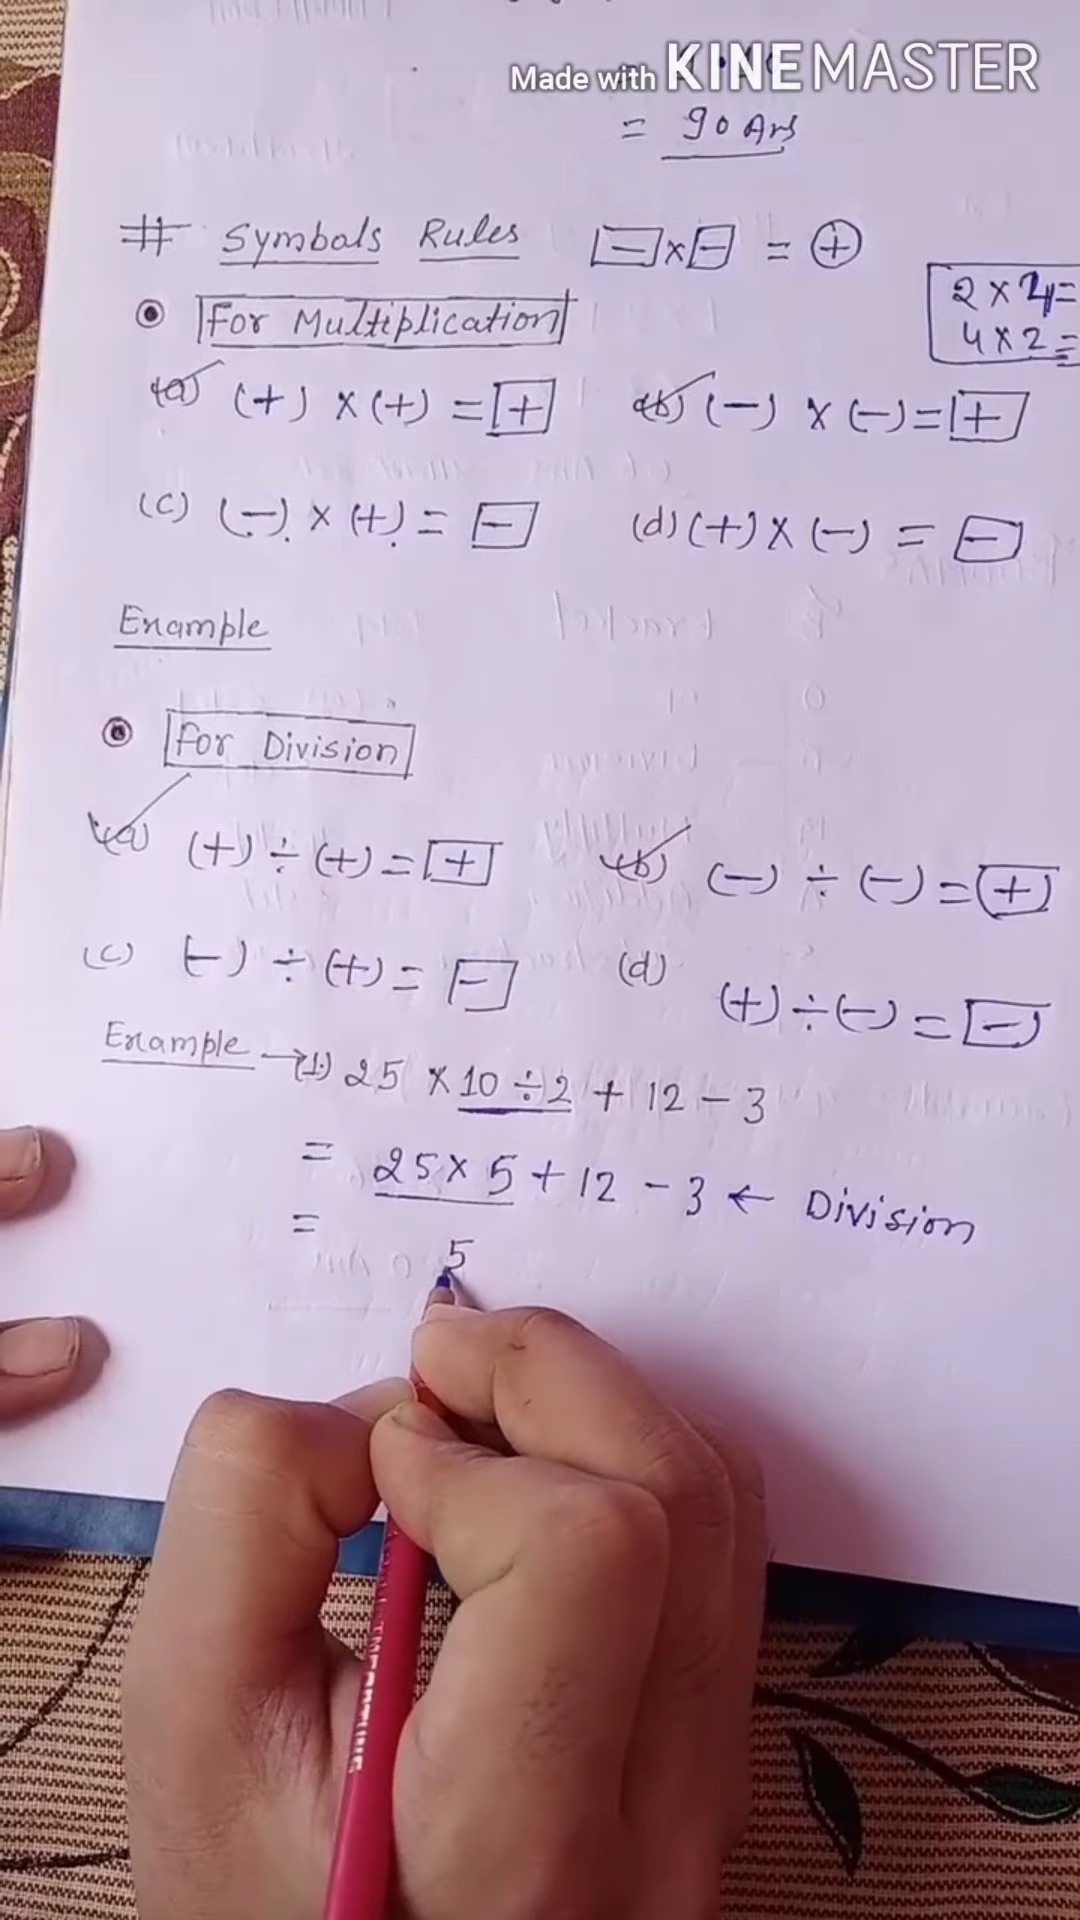 Made with KINEMASTER
= 90 Ans
# Symbals Rules [-]x[-] = (+)
2 x 2 =
4 x 2 =
For Multiplication
(a) (+) x (+) = [+] (b) (-) x (-) = [+]
(c) (-) x (+) = [-] (d) (+) x (-) = [-]
Example
For Division
(a) (+) ÷ (+) = [+] (b) (-) ÷ (-) = [+]
(c) (-) ÷ (+) = [-] (d) (+) ÷ (-) = [-]
Example → (1) 25 x 10 ÷ 2 + 12 - 3
= 25 x 5 + 12 - 3 ← Division
= 5